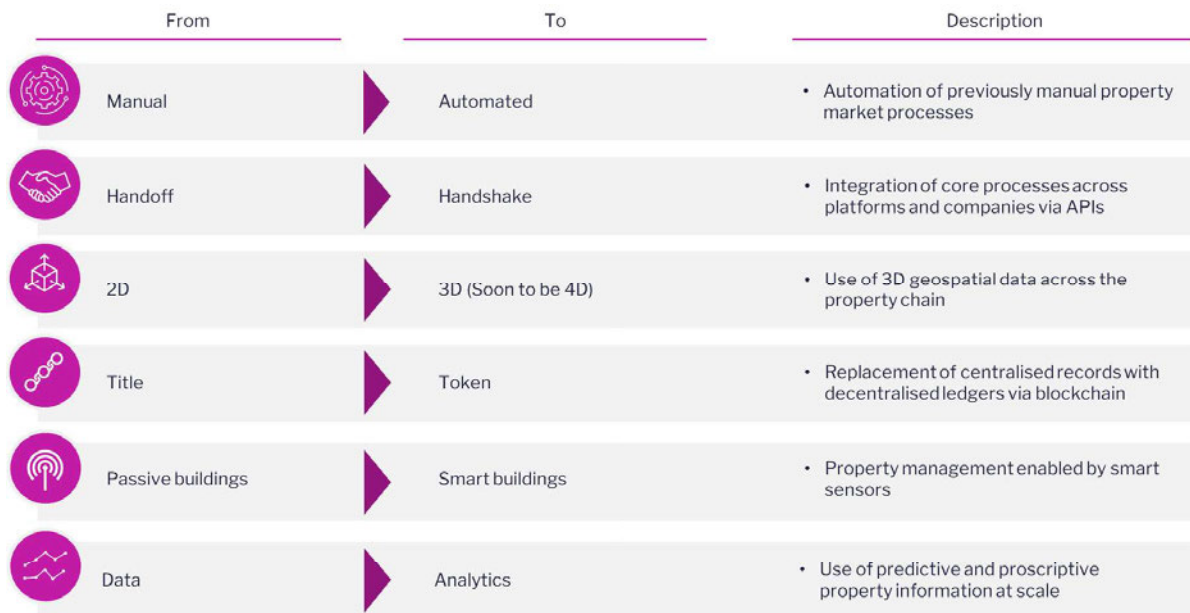 From
To
Description
Manual
Automated
• Automation of previously manual property
market processes
Handoff
Handshake
• Integration of core processes across
platforms and companies via APIs
2D
3D (Soon to be 4D)
• Use of 3D geospatial data across the
property chain
Title
Token
• Replacement of centralised records with
decentralised ledgers via blockchain
Passive buildings
Smart buildings
• Property management enabled by smart
sensors
Data
Analytics
• Use of predictive and proscriptive
property information at scale